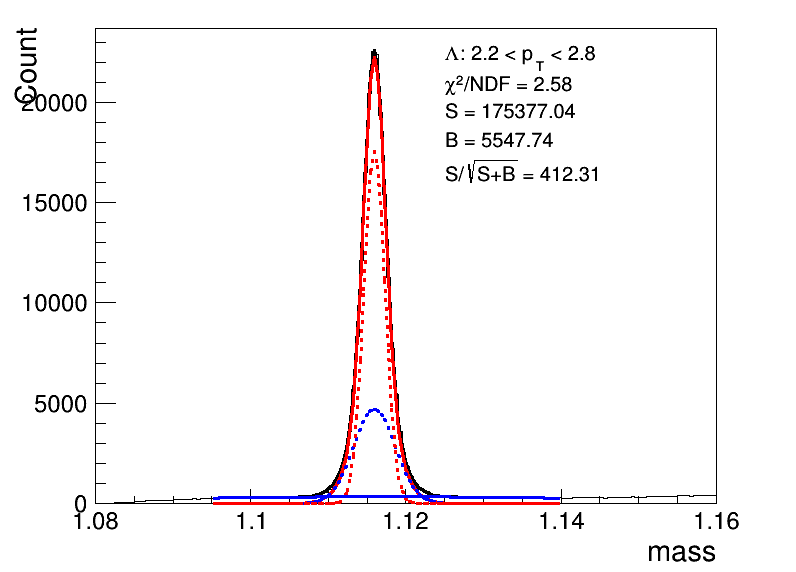 Count
Λ: 2.2 < pT < 2.8
χ²/NDF = 2.58
S = 175377.04
B = 5547.74
S/√S+B = 412.31
20000
15000
10000
5000
0
1.08 1.1 1.12 1.14 1.16
mass